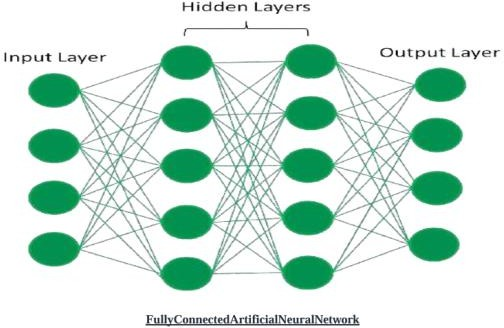 Hidden Layers
Input Layer
Output Layer
FullyConnectedArtificialNeuralNetwork